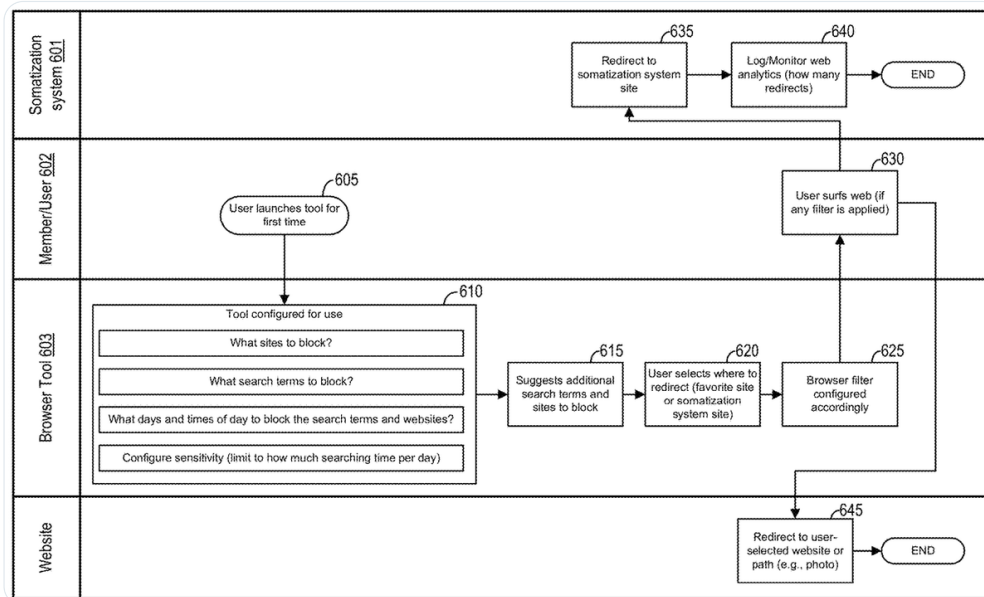 Somatization
system 601
635
Redirect to
somatization system
site
640
Log/Monitor web
analytics (how many
redirects)
END
Member/User 602
605
User launches tool for
first time
630
User surfs web (if
any filter is applied)
Browser Tool 603
610
Tool configured for use
What sites to block?
What search terms to block?
What days and times of day to block the search terms and websites?
Configure sensitivity (limit to how much searching time per day)
615
Suggests additional
search terms and
sites to block
620
User selects where to
redirect (favorite site
or somatization
system site)
625
Browser filter
configured
accordingly
Website
645
Redirect to user-
selected website or
path (e.g., photo)
END